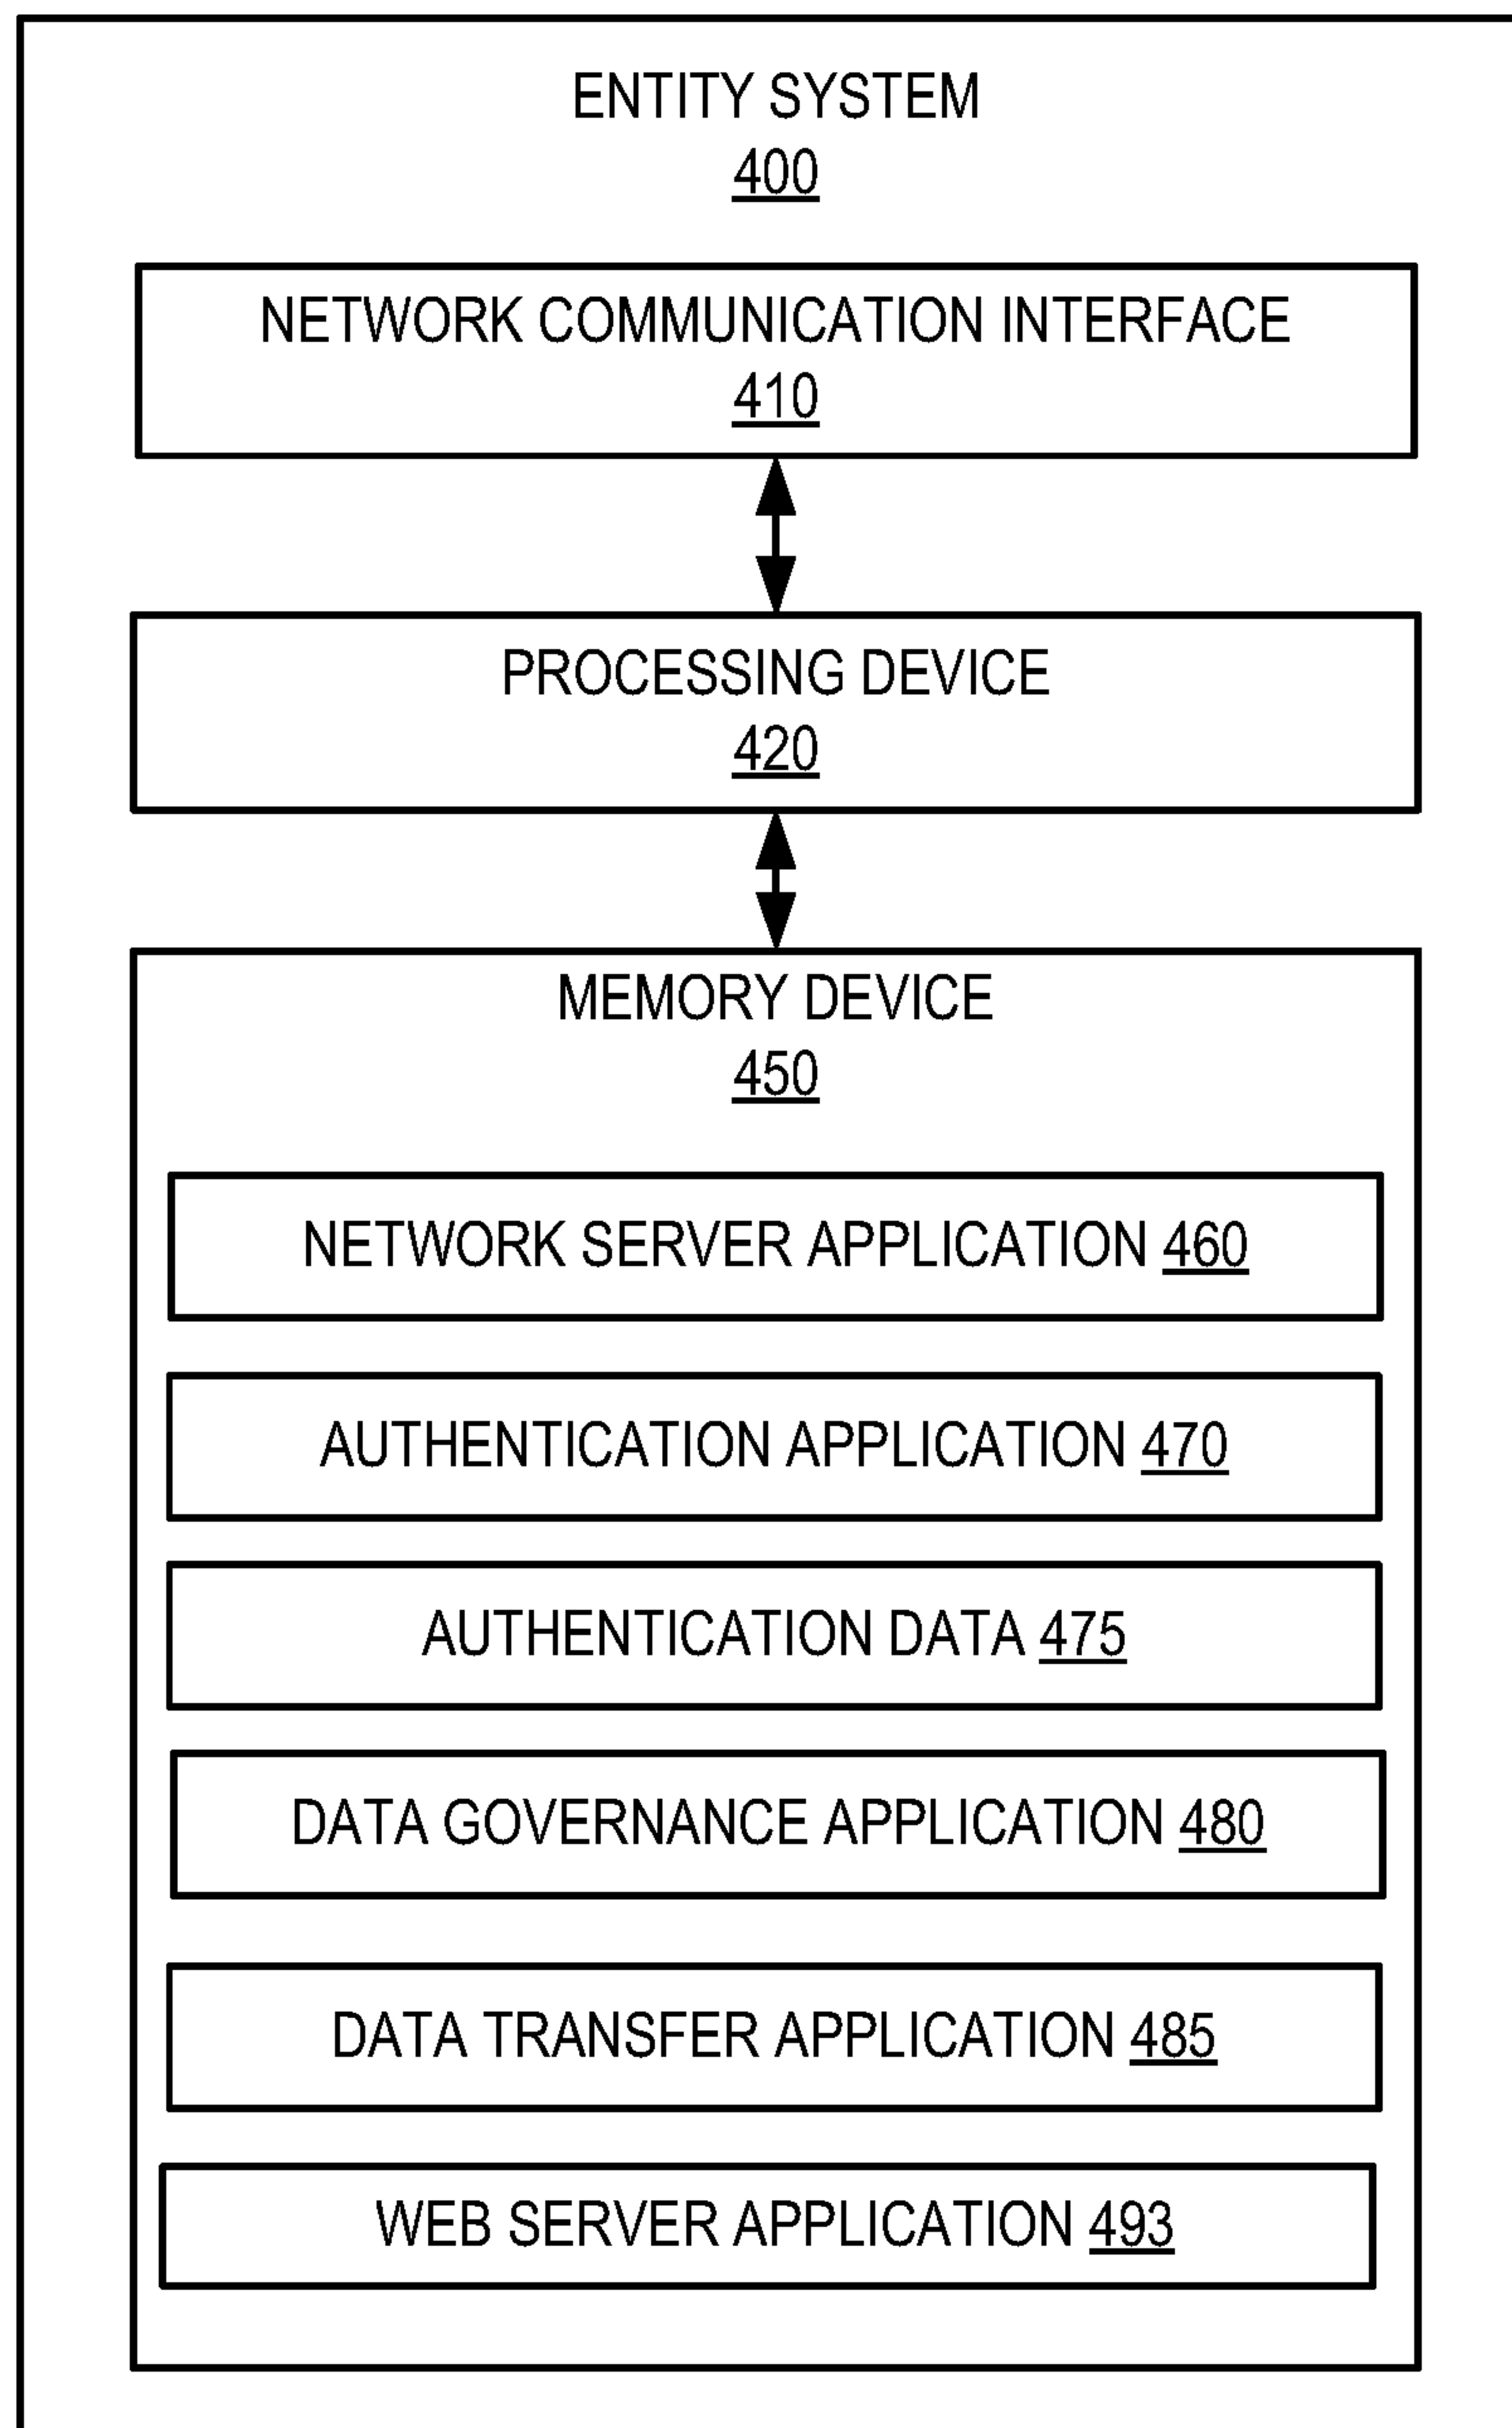 ENTITY SYSTEM
400
NETWORK COMMUNICATION INTERFACE
410
PROCESSING DEVICE
420
MEMORY DEVICE
450
NETWORK SERVER APPLICATION 460
AUTHENTICATION APPLICATION 470
AUTHENTICATION DATA 475
DATA GOVERNANCE APPLICATION 480
DATA TRANSFER APPLICATION 485
WEB SERVER APPLICATION 493